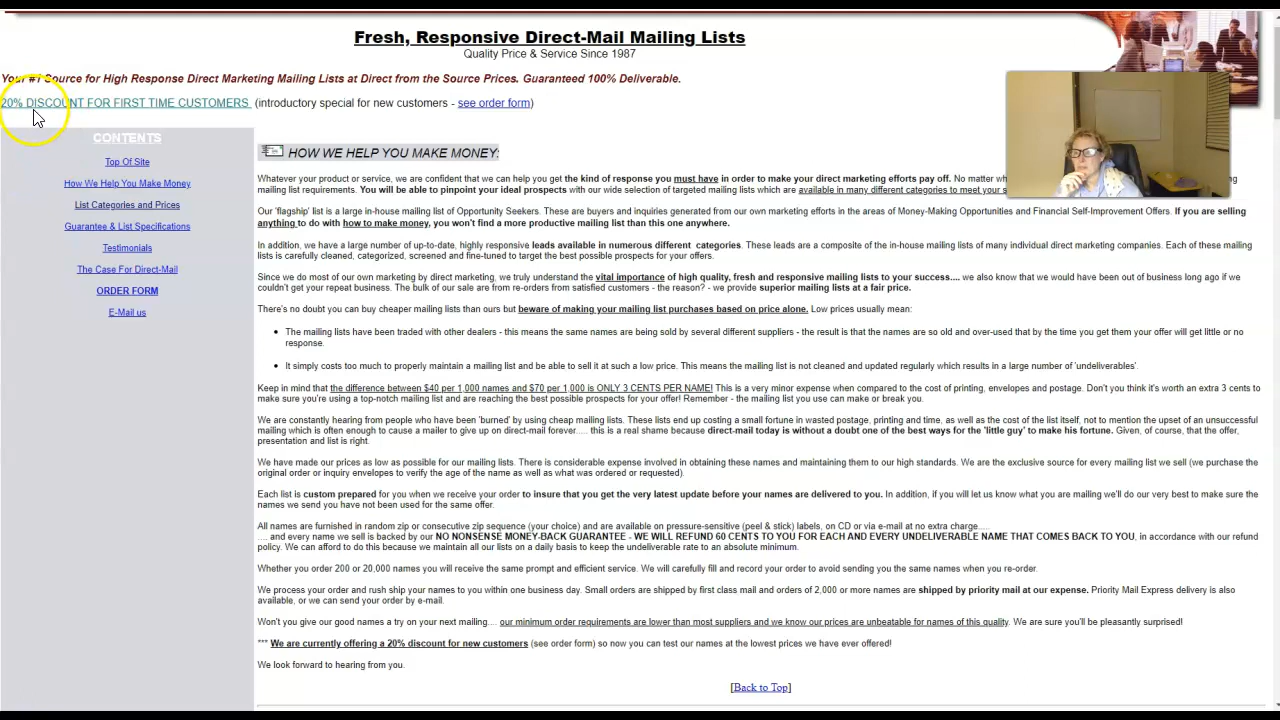 Fresh, Responsive Direct-Mail Mailing Lists
Quality Price & Service Since 1987
Your #1 Source for High Response Direct Marketing Mailing Lists at Direct from the Source Prices. Guaranteed 100% Deliverable.
20% DISCOUNT FOR FIRST TIME CUSTOMERS (introductory special for new customers - see order form)
CONTENTS
Top Of Site
How We Help You Make Money
List Categories and Prices
Guarantee & List Specifications
Testimonials
The Case For Direct-Mail
ORDER FORM
E-Mail us
HOW WE HELP YOU MAKE MONEY:
Whatever your product or service, we are confident that we can help you get the kind of response you must have in order to make your direct marketing efforts pay off. No matter
mailing list requirements. You will be able to pinpoint your ideal prospects with our wide selection of targeted mailing lists which are available in many different categories to meet your
Our 'flagship' list is a large in-house mailing list of Opportunity Seekers. These are buyers and inquiries generated from our own marketing efforts in the areas of Money-Making Opportunities and Financial Self-Improvement Offers. If you are selling
anything to do with how to make money, you won't find a more productive mailing list than this one anywhere.
In addition, we have a large number of up-to-date, highly responsive leads available in numerous different categories. These leads are a composite of the in-house mailing lists of many individual direct marketing companies. Each of these mailing
lists is carefully cleaned, categorized, screened and fine-tuned to target the best possible prospects for your offers.
Since we do most of our own marketing by direct marketing, we truly understand the vital importance of high quality, fresh and responsive mailing lists to your success.... we also know that we would have been out of business long ago if we
couldn't get your repeat business. The bulk of our sale are from re-orders from satisfied customers - the reason? - we provide superior mailing lists at a fair price.
There's no doubt you can buy cheaper mailing lists than ours but beware of making your mailing list purchases based on price alone. Low prices usually mean:
• The mailing lists have been traded with other dealers - this means the same names are being sold by several different suppliers - the result is that the names are so old and over-used that by the time you get them your offer will get little or no
response.
• It simply costs too much to properly maintain a mailing list and be able to sell it at such a low price. This means the mailing list is not cleaned and updated regularly which results in a large number of 'undeliverables'.
Keep in mind that the difference between $40 per 1,000 names and $70 per 1,000 is ONLY 3 CENTS PER NAME! This is a very minor expense when compared to the cost of printing, envelopes and postage. Don't you think it's worth an extra 3 cents to
make sure you're using a top-notch mailing list and are reaching the best possible prospects for your offer! Remember - the mailing list you use can make or break you.
We are constantly hearing from people who have been 'burned' by using cheap mailing lists. These lists end up costing a small fortune in wasted postage, printing and time, as well as the cost of the list itself, not to mention the upset of an unsuccessful
mailing which is often enough to cause a mailer to give up on direct-mail forever..... this is a real shame because direct-mail today is without a doubt one of the best ways for the 'little guy' to make his fortune. Given, of course, that the offer,
presentation and list is right.
We have made our prices as low as possible for our mailing lists. There is considerable expense involved in obtaining these names and maintaining them to our high standards. We are the exclusive source for every mailing list we sell (we purchase the
original order or inquiry envelopes to verify the age of the name as well as what was ordered or requested).
Each list is custom prepared for you when we receive your order to insure that you get the very latest update before your names are delivered to you. In addition, if you will let us know what you are mailing we'll do our very best to make sure the
names we send you have not been used for the same offer.
All names are furnished in random zip or consecutive zip sequence (your choice) and are available on pressure-sensitive (peel & stick) labels, on CD or via e-mail at no extra charge.....
.... and every name we sell is backed by our NO NONSENSE MONEY-BACK GUARANTEE - WE WILL REFUND 60 CENTS TO YOU FOR EACH AND EVERY UNDELIVERABLE NAME THAT COMES BACK TO YOU, in accordance with our refund
policy. We can afford to do this because we maintain all our lists on a daily basis to keep the undeliverable rate to an absolute minimum.
Whether you order 200 or 20,000 names you will receive the same prompt and efficient service. We will carefully fill and record your order to avoid sending you the same names when you re-order.
We process your order and rush ship your names to you within one business day. Small orders are shipped by first class mail and orders of 2,000 or more names are shipped by priority mail at our expense. Priority Mail Express delivery is also
available, or we can send your order by e-mail.
Won't you give our good names a try on your next mailing.... our minimum order requirements are lower than most suppliers and we know our prices are unbeatable for names of this quality. We are sure you'll be pleasantly surprised!
*** We are currently offering a 20% discount for new customers (see order form) so now you can test our names at the lowest prices we have ever offered!
We look forward to hearing from you.
[Back to Top]